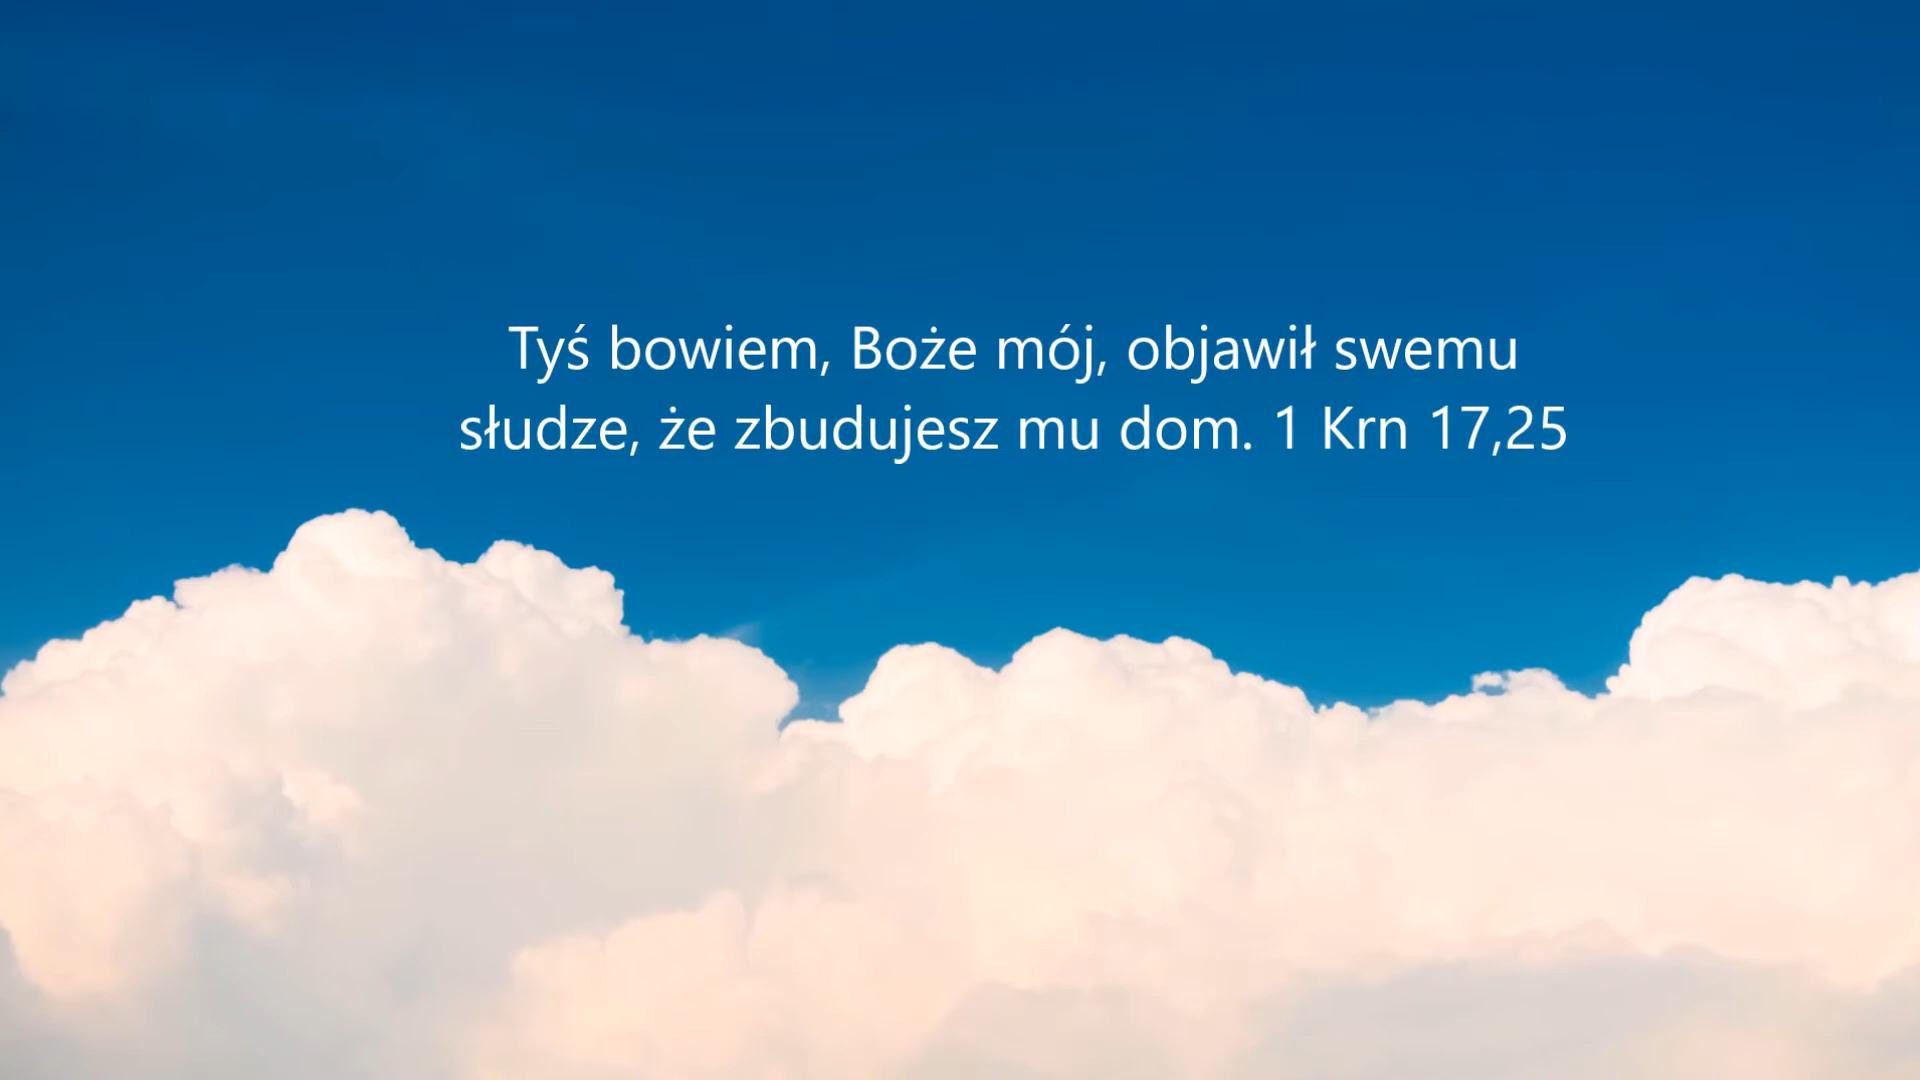 Tyś bowiem, Boże mój, objawił swemu
słudze, że zbudujesz mu dom. 1 Krn 17,25